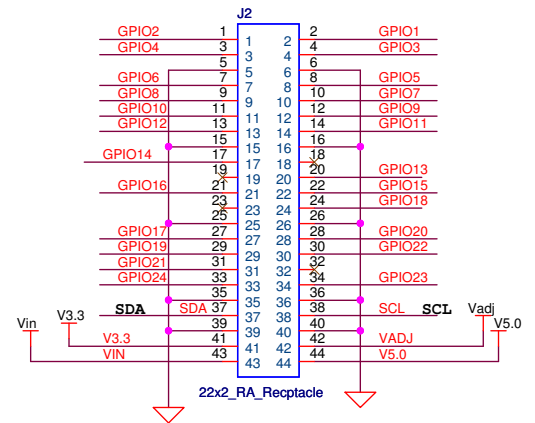 J2
GPIO2 1 1 2 2 GPIO1
GPIO4 3 3 4 4 GPIO3
5 5 6 6
GPIO6 7 7 8 8 GPIO5
GPIO8 9 9 10 10 GPIO7
GPIO10 11 11 12 12 GPIO9
GPIO12 13 13 14 14 GPIO11
15 15 16 16
GPIO14 17 17 18 18
19 19 20 20 GPIO13
GPIO16 21 21 22 22 GPIO15
23 23 24 24 GPIO18
25 25 26 26
GPIO17 27 27 28 28 GPIO20
GPIO19 29 29 30 30 GPIO22
GPIO21 31 31 32 32
GPIO24 33 33 34 34 GPIO23
35 35 36 36
SDA SDA 37 37 38 38 SCL SCL
Vin V3.3 39 39 40 40 Vadj V5.0
V3.3 41 41 42 42 VADJ
VIN 43 43 44 44 V5.0
22x2_RA_Recptacle